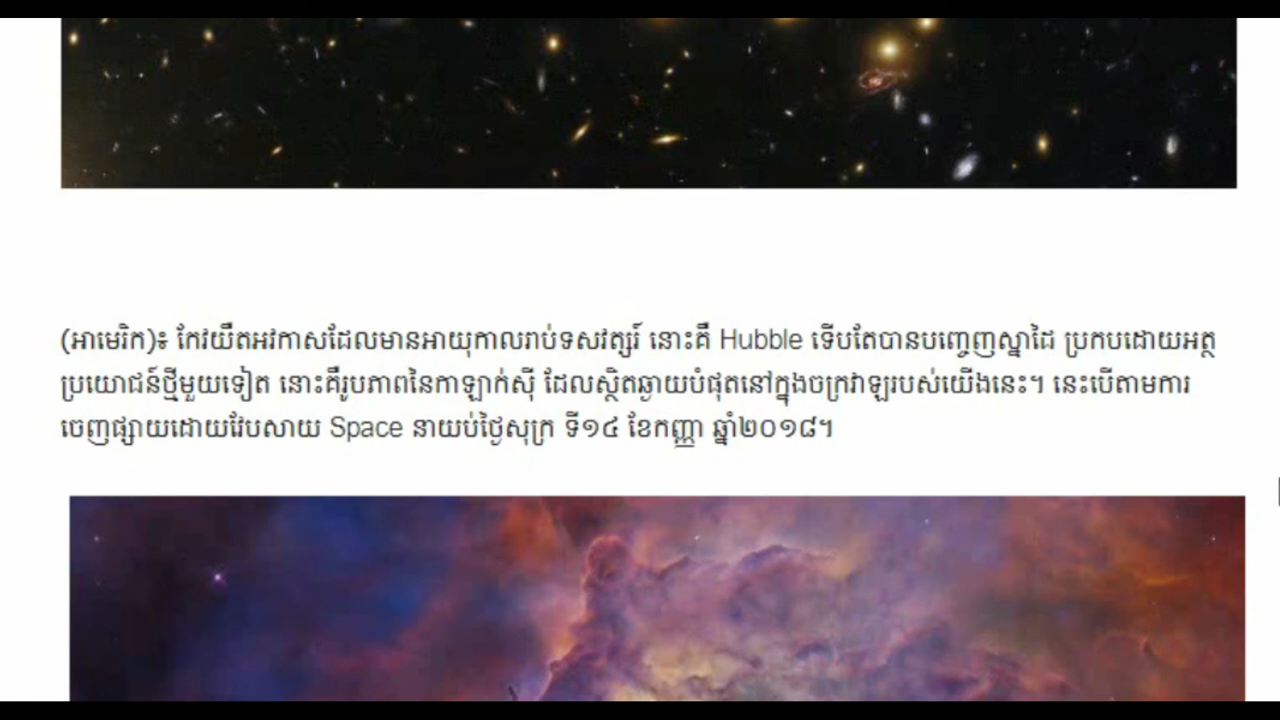 (អាមេរិក)៖ កែវយឺតអវកាសដែលមានអាយុកាលរាប់ទសវត្សរ៍ នោះគឺ Hubble ទើបតែបានបញ្ចេញស្នាដៃ ប្រកបដោយអត្ថ
ប្រយោជន៍ថ្មីមួយទៀត នោះគឺរូបភាពនៃកាឡាក់ស៊ី ដែលស្ថិតឆ្ងាយបំផុតនៅក្នុងចក្រវាឡរបស់យើងនេះ។ នេះបើតាមការ
ចេញផ្សាយដោយវែបសាយ Space នាយប់ថ្ងៃសុក្រ ទី១៤ ខែកញ្ញា ឆ្នាំ២០១៨។